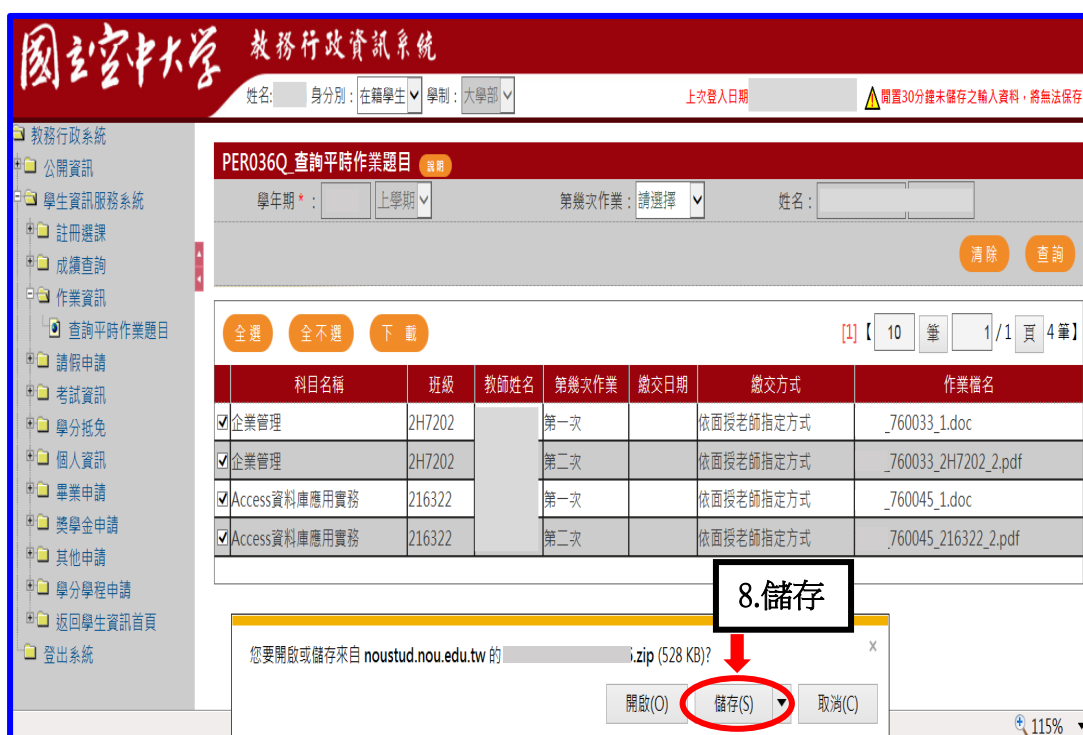 國立空中大學 教務行政資訊系統
姓名: 身分別: 在籍學生 學制: 大學部 上次登入日期 閒置30分鐘未儲存之輸入資料，將無法保存
教務行政系統
公開資訊
學生資訊服務系統
註冊選課
成績查詢
作業資訊
查詢平時作業題目
請假申請
考試資訊
學分抵免
個人資訊
畢業申請
獎學金申請
其他申請
學分學程申請
返回學生資訊首頁
登出系統
PER036Q_查詢平時作業題目 說明
學年期* : 上學期 第幾次作業: 請選擇 姓名:
清除 查詢
全選 全不選 下載 [1]【 10 筆 1 / 1 頁 4筆】
科目名稱 班級 教師姓名 第幾次作業 繳交日期 繳交方式 作業檔名
企業管理 2H7202 第一次 依面授老師指定方式 _760033_1.doc
企業管理 2H7202 第二次 依面授老師指定方式 _760033_2H7202_2.pdf
Access資料庫應用實務 216322 第一次 依面授老師指定方式 _760045_1.doc
Access資料庫應用實務 216322 第二次 依面授老師指定方式 _760045_216322_2.pdf
8.儲存
您要開啟或儲存來自 noustud.nou.edu.tw 的 .zip (528 KB)?
×
開啟(O) 儲存(S) 取消(C)
115%